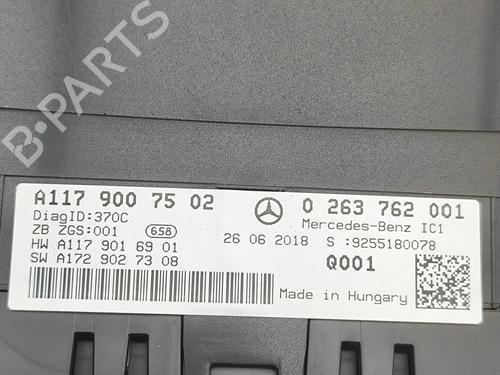 B-PARTS
A117 900 75 02
0 263 762 001
DiagID:370C
Mercedes-Benz IC1
ZB ZGS:001 658
26 06 2018 S :9255180078
HW A117 901 69 01
SW A172 902 73 08
Q001
Made in Hungary